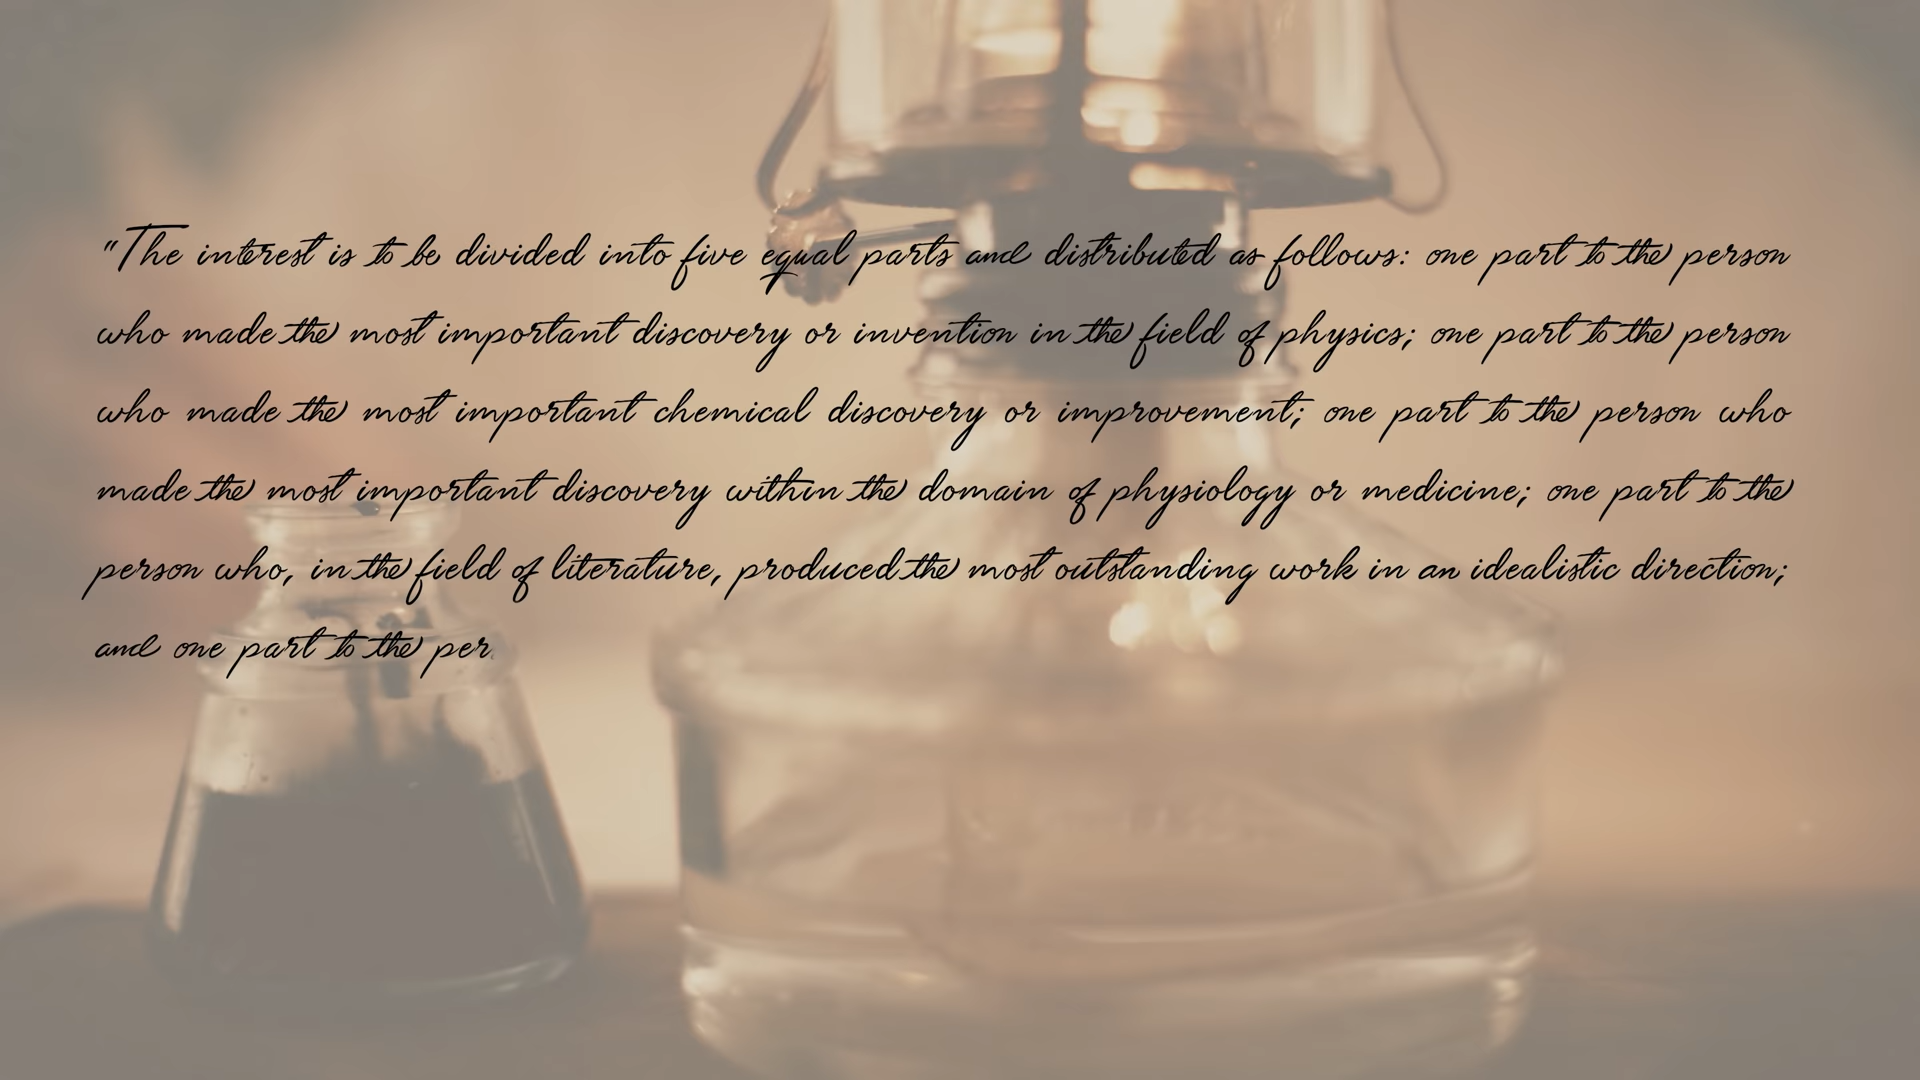 "The interest is to be divided into five equal parts and distributed as follows: one part to the person
who made the most important discovery or invention in the field of physics; one part to the person
who made the most important chemical discovery or improvement; one part to the person who
made the most important discovery within the domain of physiology or medicine; one part to the
person who, in the field of literature, produced the most outstanding work in an idealistic direction;
and one part to the per